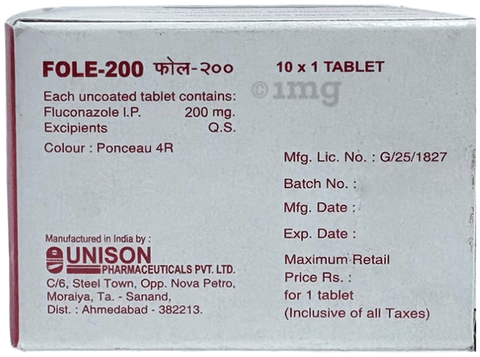 FOLE-200 फोल-२००
10 x 1 TABLET
Each uncoated tablet contains:
Fluconazole I.P. 200 mg.
Excipients Q.S.
Colour : Ponceau 4R
1mg
Mfg. Lic. No. : G/25/1827
Batch No. :
Mfg. Date :
Exp. Date :
Maximum Retail
Price Rs. :
for 1 tablet
(Inclusive of all Taxes)
Manufactured in India by :
UNISON
PHARMACEUTICALS PVT. LTD.
C/6, Steel Town, Opp. Nova Petro,
Moraiya, Ta. - Sanand,
Dist. : Ahmedabad - 382213.